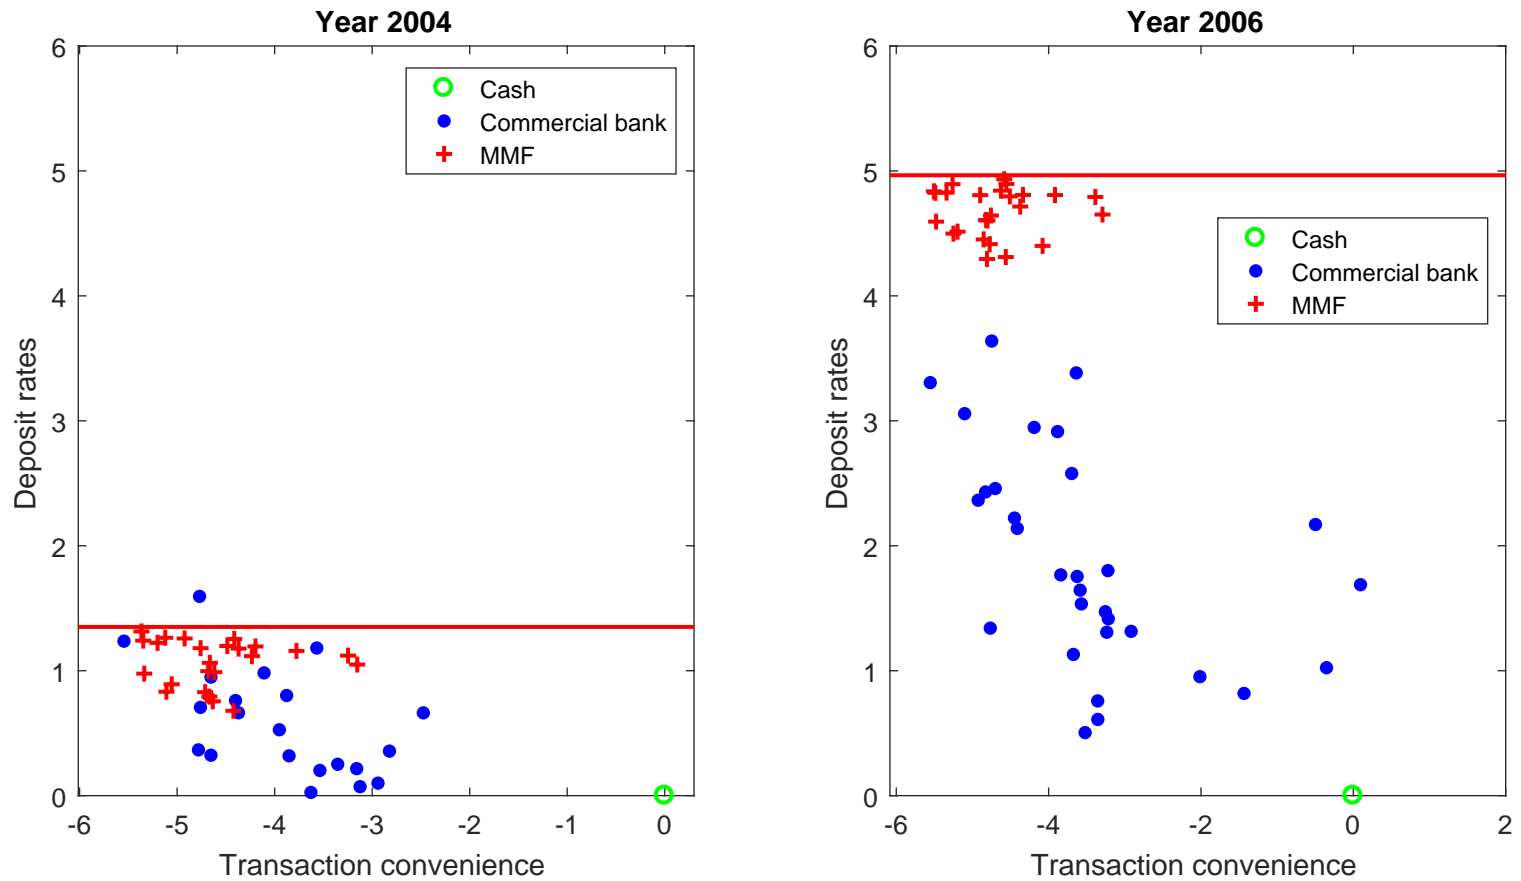 Year 2004
6
5
4
3
2
1
0
Deposit rates
Cash
Commercial bank
MMF
-6
-5
-4
-3
-2
-1
0
Transaction convenience
Year 2006
6
5
4
3
2
1
0
Deposit rates
Cash
Commercial bank
MMF
-6
-4
-2
0
2
Transaction convenience